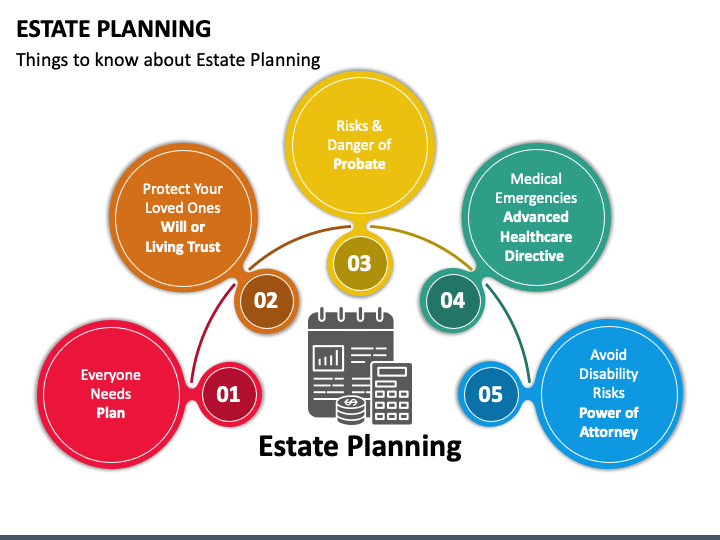 ESTATE PLANNING
Things to know about Estate Planning
Everyone
Needs
Plan
01
Protect Your
Loved Ones
Will or
Living Trust
02
Risks &
Danger of
Probate
03
Medical
Emergencies
Advanced
Healthcare
Directive
04
Avoid
Disability
Risks
Power of
Attorney
05
$
Estate Planning